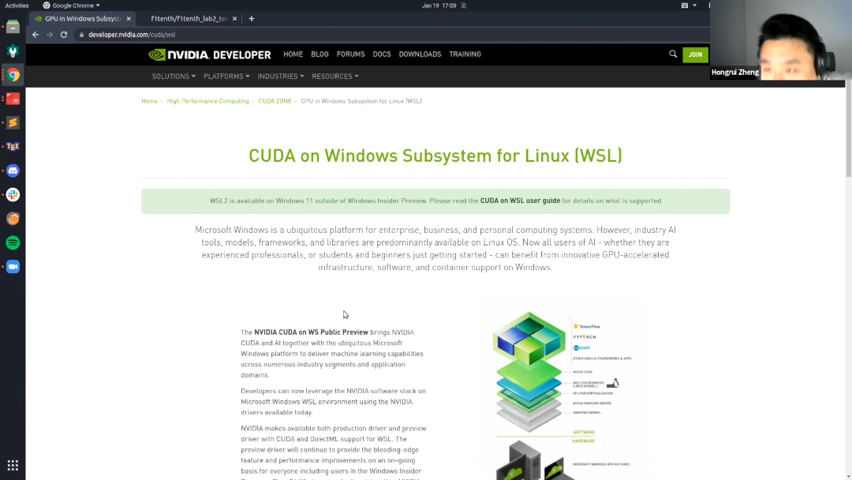 Activities
Google Chrome
Jan 19 17:09
GPU in Windows Subsyst
f1tenth/f1tenth_lab2_te
developer.nvidia.com/cuda/wsl
NVIDIA. DEVELOPER
HOME BLOG FORUMS DOCS DOWNLOADS TRAINING
JOIN
Hongrui Zheng
SOLUTIONS PLATFORMS INDUSTRIES RESOURCES
Home > High Performance Computing > CUDA ZONE > GPU in Windows Subsystem for Linux (WSL)
CUDA on Windows Subsystem for Linux (WSL)
WSL2 is available on Windows 11 outside of Windows Insider Preview. Please read the CUDA on WSL user guide for details on what is supported
Microsoft Windows is a ubiquitous platform for enterprise, business, and personal computing systems. However, industry AI
tools, models, frameworks, and libraries are predominantly available on Linux OS. Now all users of AI - whether they are
experienced professionals, or students and beginners just getting started - can benefit from innovative GPU-accelerated
infrastructure, software, and container support on Windows.
The NVIDIA CUDA on WS Public Preview brings NVIDIA
CUDA and AI together with the ubiquitous Microsoft
Windows platform to deliver machine learning capabilities
across numerous industry segments and application
domains.
Developers can now leverage the NVIDIA software stack on
Microsoft Windows WSL environment using the NVIDIA
drivers available today.
NVIDIA makes available both production driver and preview
driver with CUDA and DirectML support for WSL. The
preview driver will continue to provide the bleeding-edge
feature and performance improvements on an on-going
basis for everyone including users in the Windows Insider
TensorFlow
PYTORCH
NVIDIA CUDA
WINDOWS KERNEL
SOFTWARE
HARDWARE